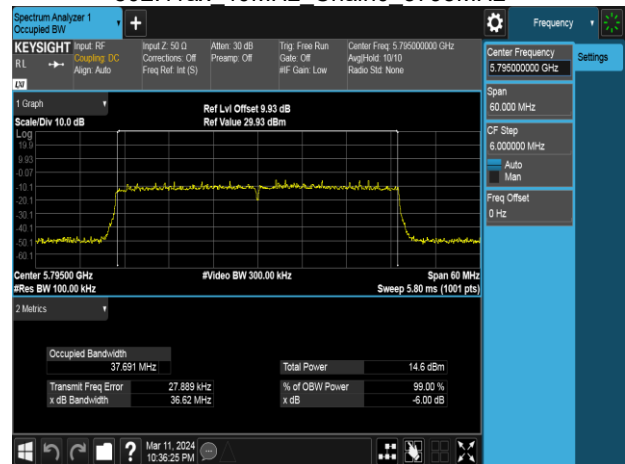 Spectrum Analyzer 1
Occupied BW
Frequency
KEYSIGHT
RL
Input: RF
Coupling: DC
Align: Auto
Input Z: 50 Ω
Corrections: Off
Freq Ref: Int (S)
Atten: 30 dB
Preamp: Off
Trig: Free Run
Gate: Off
#IF Gain: Low
Center Freq: 5.795000000 GHz
Avg|Hold: 10/10
Radio Std: None
LXI
Center Frequency
5.795000000 GHz
Settings
Span
60.000 MHz
CF Step
6.000000 MHz
Auto
Man
Freq Offset
0 Hz
1 Graph
Scale/Div 10.0 dB
Ref Lvl Offset 9.93 dB
Ref Value 29.93 dBm
Log
19.9
9.93
-0.07
-10.1
-20.1
-30.1
-40.1
-50.1
-60.1
Center 5.79500 GHz
#Video BW 300.00 kHz
Span 60 MHz
#Res BW 100.00 kHz
Sweep 5.80 ms (1001 pts)
2 Metrics
Occupied Bandwidth
37.691 MHz
Total Power 14.6 dBm
Transmit Freq Error 27.889 kHz
% of OBW Power 99.00 %
x dB Bandwidth 36.62 MHz
x dB -6.00 dB
Mar 11, 2024
10:36:25 PM